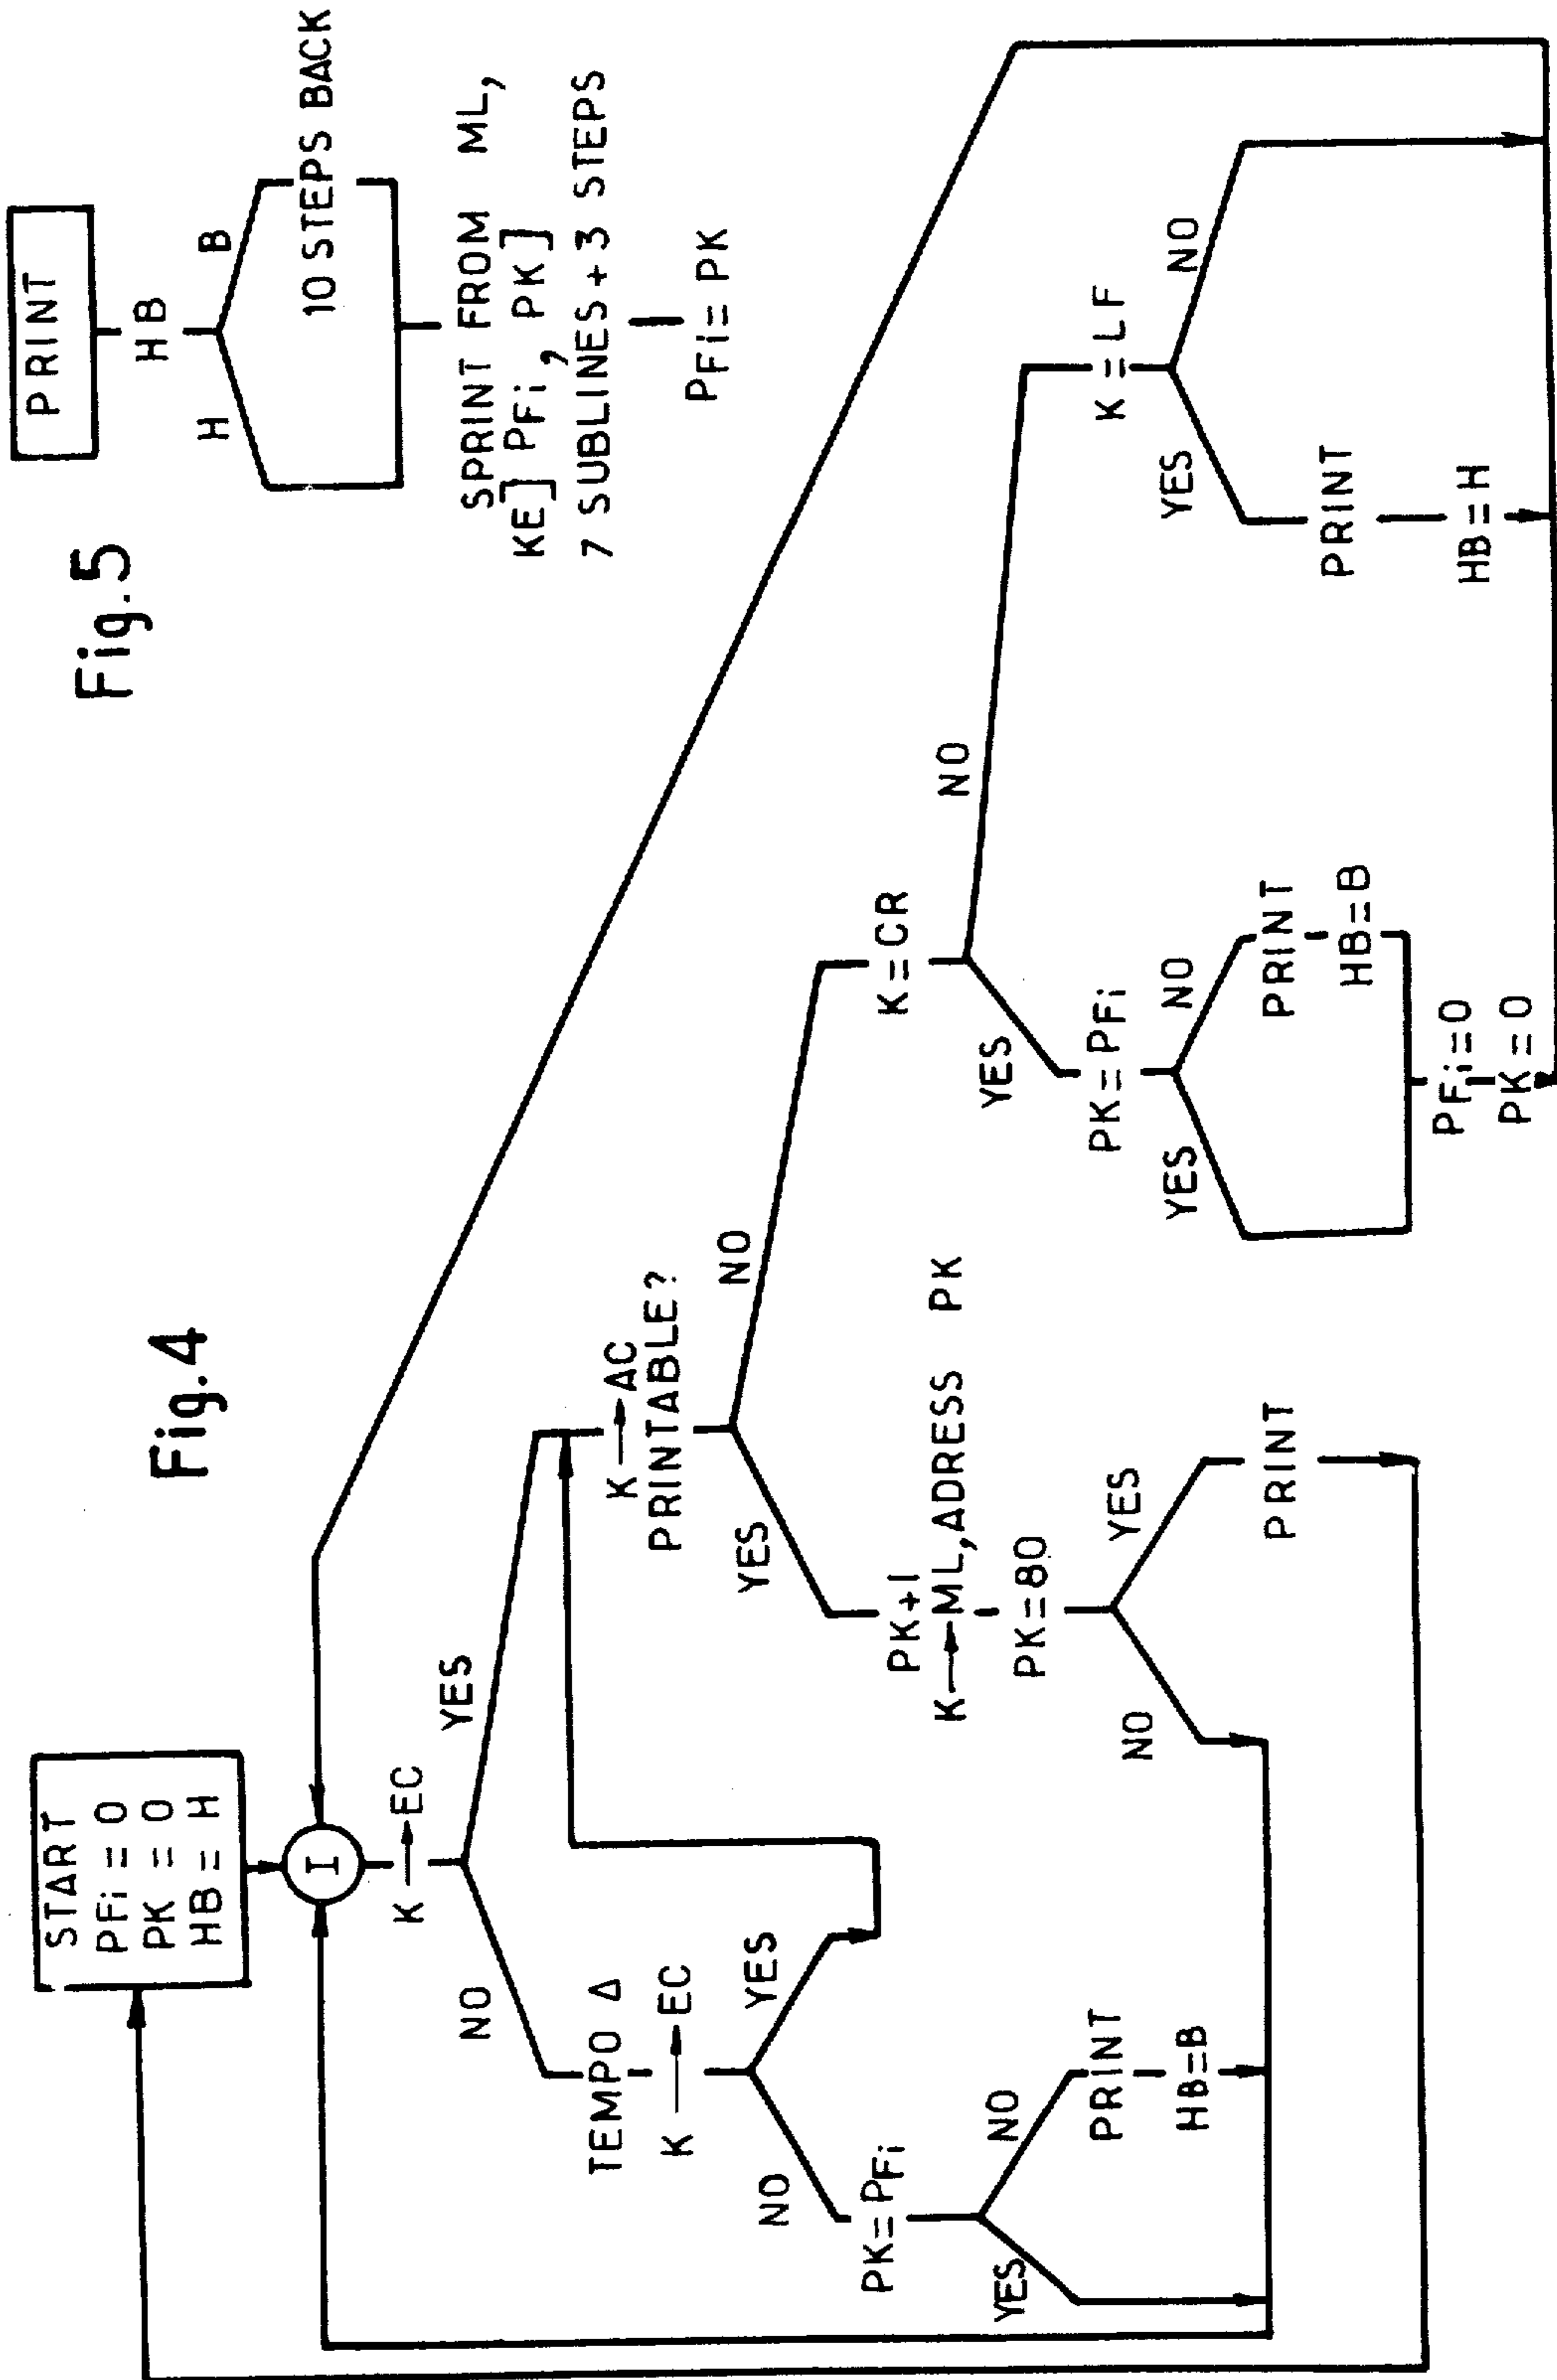 Fig. 4
START
PFi = 0
PK = 0
HB = H
I
K → EC
NO
YES
TEMPO Δ
K → EC
NO
YES
PK = PFi
YES
NO
PRINT
HB=B
K → AC
PRINTABLE?
YES
NO
PK+1
K → ML, ADRESS PK
PK=80
NO
YES
PRINT
K=CR
YES
NO
PK=PFi
YES
NO
PRINT
HB=B
PFi=0
PK=0
K=LF
YES
NO
PRINT
HB=H
Fig. 5
PRINT
HB
H
B
10 STEPS BACK
SPRINT FROM ML,
KE] PFi, PK]
7 SUBLINES+3 STEPS
PFi=PK